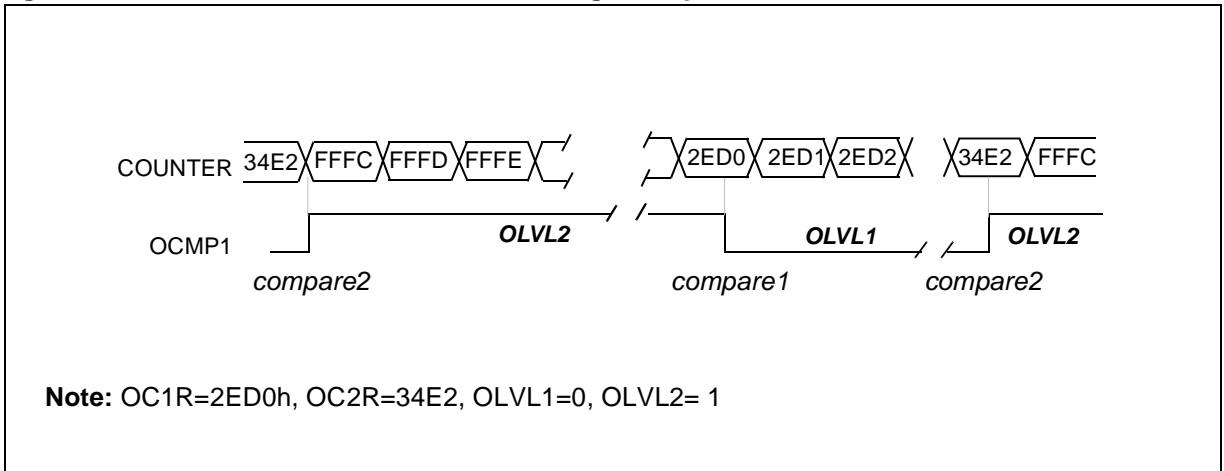 COUNTER 34E2 FFFC FFFD FFFE 2ED0 2ED1 2ED2 34E2 FFFC
OCMP1 OLVL2 OLVL1 OLVL2
compare2 compare1 compare2
Note: OC1R=2ED0h, OC2R=34E2, OLVL1=0, OLVL2= 1